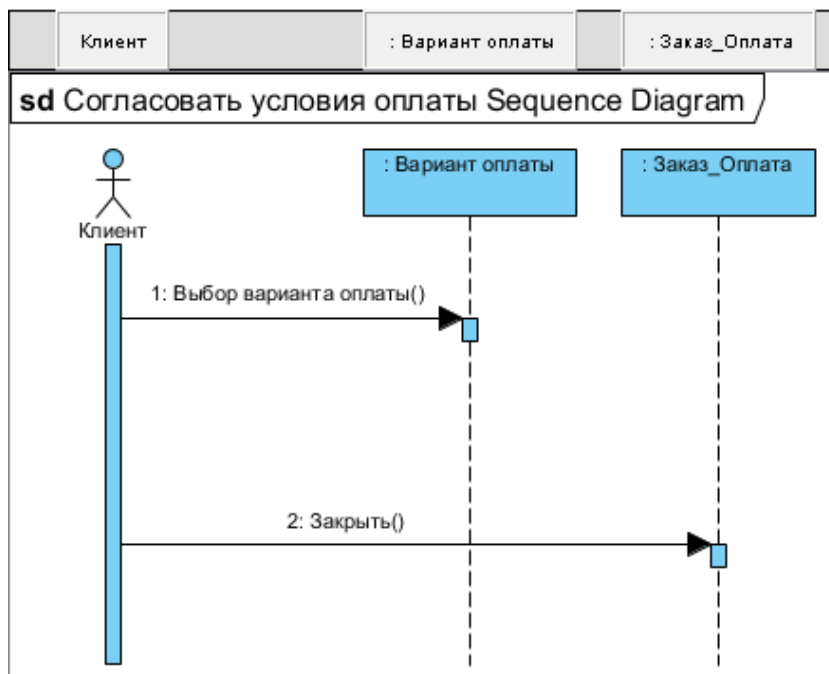 Клиент : Вариант оплаты : Заказ_Оплата
sd Согласовать условия оплаты Sequence Diagram
: Вариант оплаты : Заказ_Оплата
Клиент
1: Выбор варианта оплаты()
2: Закрыть()